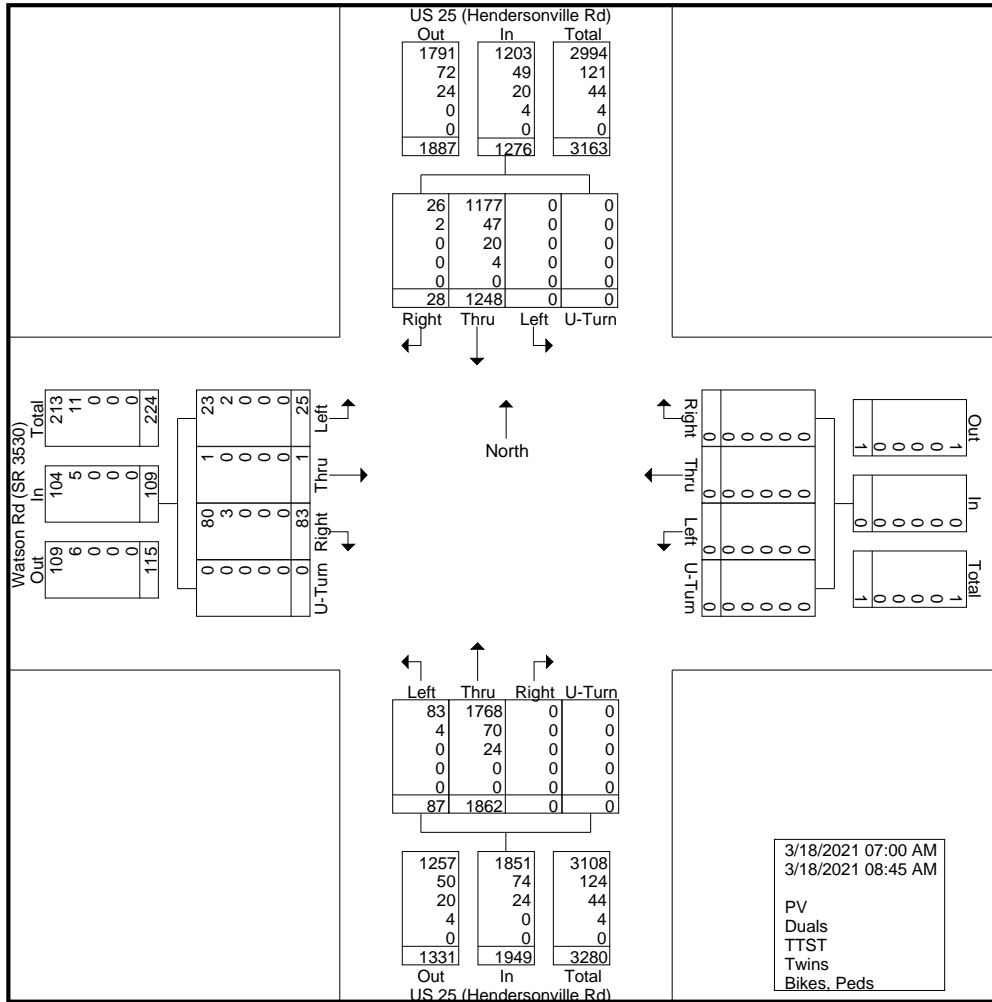 US 25 (Hendersonville Rd)
Out In Total
1791 1203 2994
72 49 121
24 20 44
0 4 4
0 0 0
1887 1276 3163
26 1177 0 0
2 47 0 0
0 20 0 0
0 4 0 0
0 0 0 0
28 1248 0 0
Right Thru Left U-Turn
Watson Rd (SR 3530)
Out In Total
109 104 213
6 5 11
0 0 0
0 0 0
0 0 0
115 109 224
U-Turn Right Thru Left
0 80 1 23
0 3 0 2
0 0 0 0
0 0 0 0
0 0 0 0
0 83 1 25
North
Right Thru Left U-Turn
0 0 0 0
0 0 0 0
0 0 0 0
0 0 0 0
0 0 0 0
0 0 0 0
Out In Total
1 0 1
0 0 0
0 0 0
0 0 0
0 0 0
1 0 1
Left Thru Right U-Turn
83 1768 0 0
4 70 0 0
0 24 0 0
0 0 0 0
0 0 0 0
87 1862 0 0
1257 1851 3108
50 74 124
20 24 44
4 0 4
0 0 0
1331 1949 3280
Out In Total
US 25 (Hendersonville Rd)
3/18/2021 07:00 AM
3/18/2021 08:45 AM
PV
Duals
TTST
Twins
Bikes, Peds